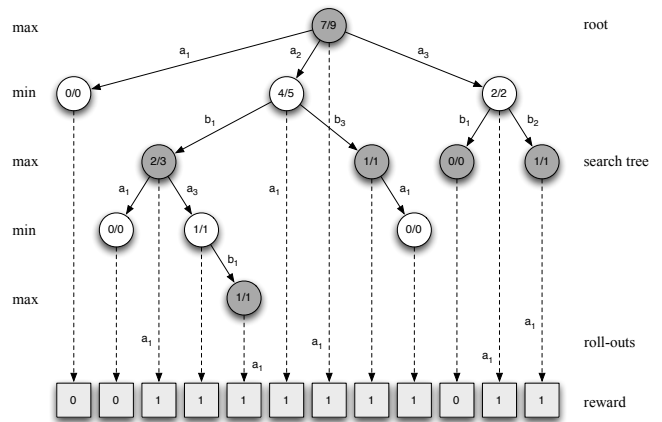 max 7/9 root
a1 a2 a3
min 0/0 4/5 2/2
b1 b3 b1 b2
max 2/3 1/1 0/0 1/1 search tree
a1 a3 a1 a1
min 0/0 1/1 0/0
b1
max 1/1
a1 a1 a1 a1 a1 roll-outs
0 0 1 1 1 1 1 1 1 0 1 1 reward